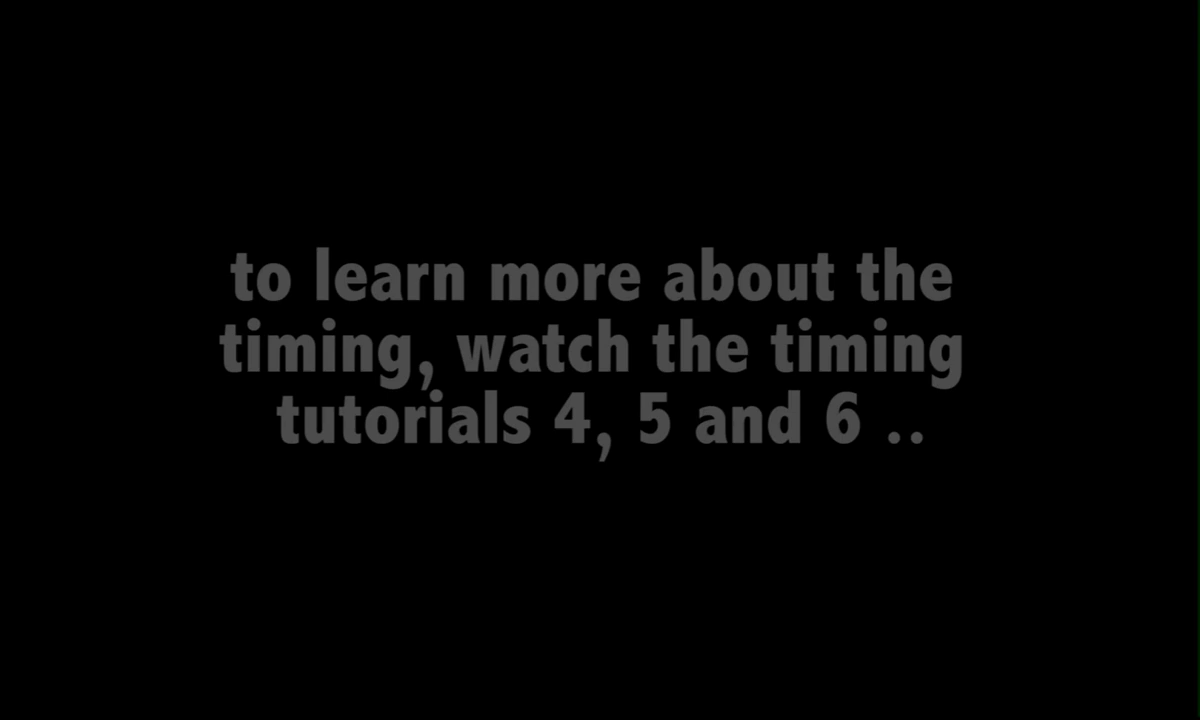 to learn more about the
timing, watch the timing
tutorials 4, 5 and 6 ..